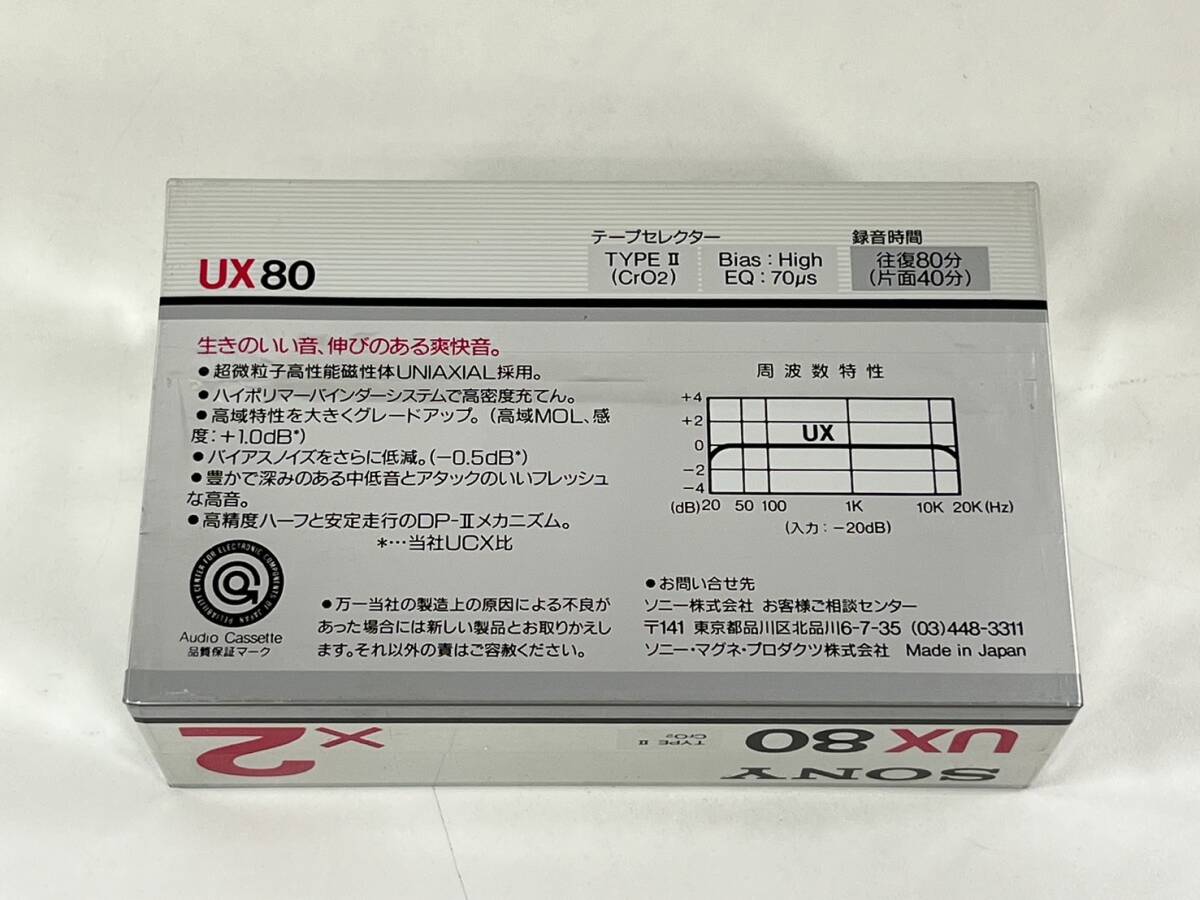 テープセレクター
録音時間
UX80
TYPE II
(CrO2)
Bias : High
EQ : 70μs
往復80分
(片面40分)
生きのいい音、伸びのある爽快音。
●超微粒子高性能磁性体UNIAXIAL採用。
●ハイポリマーバインダーシステムで高密度充てん。
●高域特性を大きくグレードアップ。(高域MOL、感
度:+1.0dB*)
●バイアスノイズをさらに低減。(−0.5dB*)
●豊かで深みのある中低音とアタックのいいフレッシュ
な高音。
●高精度ハーフと安定走行のDP-IIメカニズム。
*…当社UCX比
周波数特性
+4
+2
0
−2
−4
UX
(dB) 20 50 100 1K 10K 20K (Hz)
(入力:−20dB)
RELIABILITY CENTER FOR ELECTRONIC COMPONENTS OF JAPAN
Audio Cassette
品質保証マーク
●万一当社の製造上の原因による不良が
あった場合には新しい製品とお取りかえし
ます。それ以外の責はご容赦ください。
●お問い合せ先
ソニー株式会社 お客様ご相談センター
〒141 東京都品川区北品川6-7-35 (03)448-3311
ソニー・マグネ・プロダクツ株式会社 Made in Japan
SONY
UX80
TYPE II
CrO2
×2